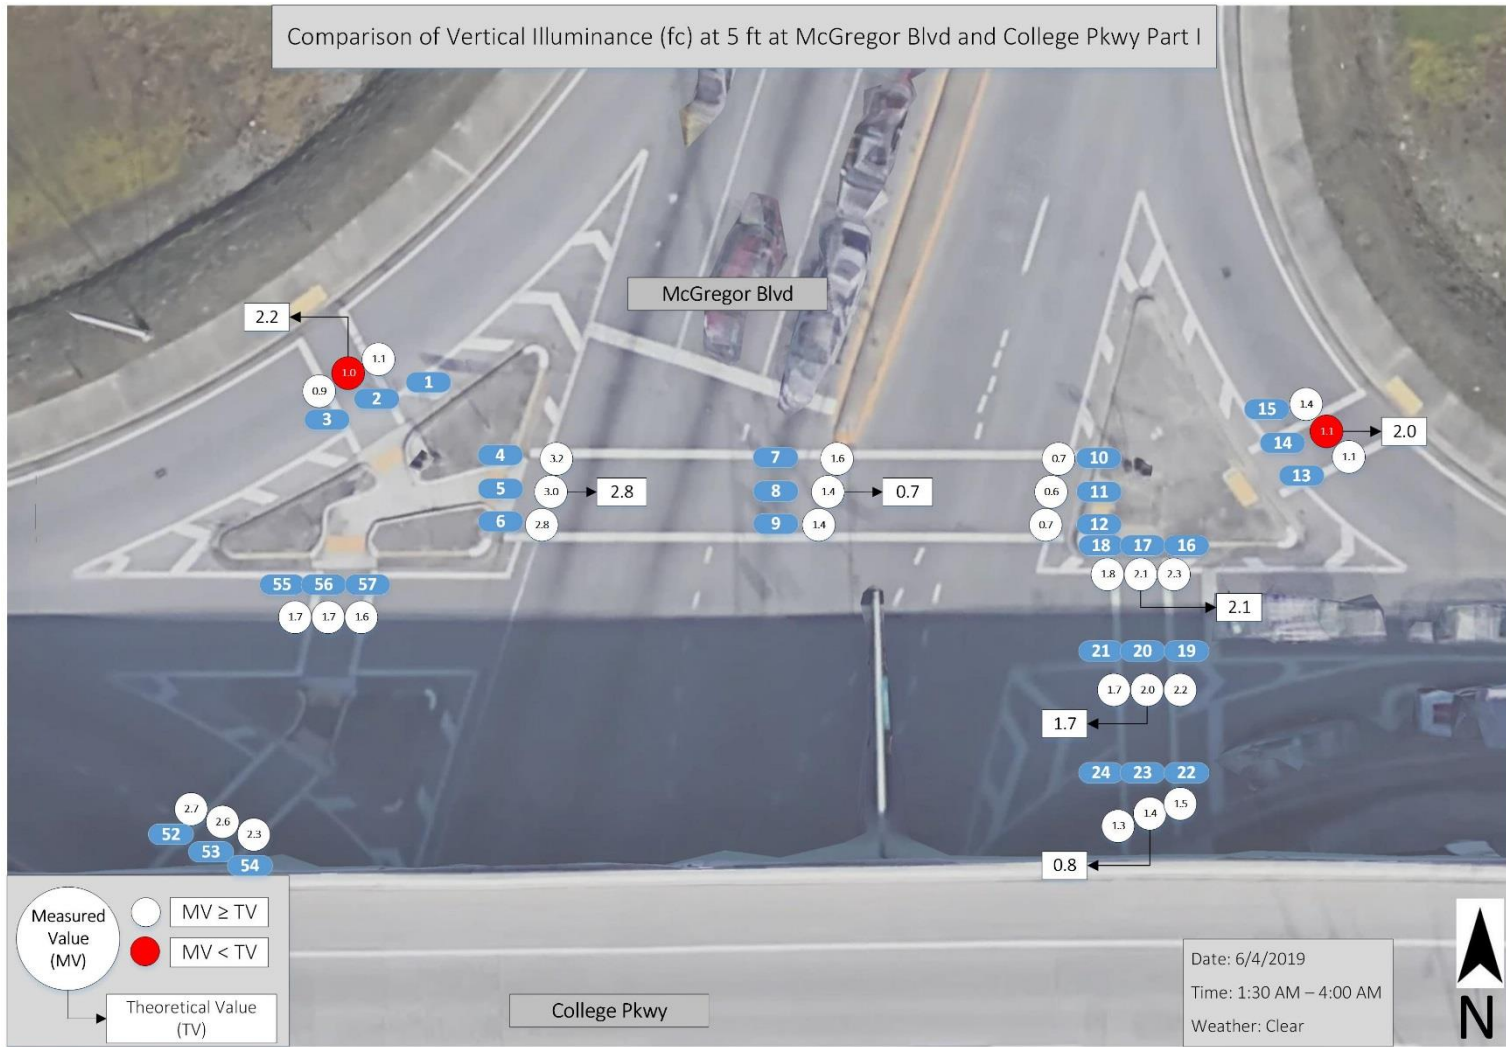 Comparison of Vertical Illuminance (fc) at 5 ft at McGregor Blvd and College Pkwy Part I
McGregor Blvd
2.2
1.1
1.0
0.9
1
2
3
15
1.4
14
1.1
2.0
13
1.1
4
3.2
7
1.6
0.7
10
5
3.0
2.8
8
1.4
0.7
0.6
11
6
2.8
9
1.4
0.7
12
18 17 16
1.8 2.1 2.3
2.1
55 56 57
1.7 1.7 1.6
21 20 19
1.7 2.0 2.2
1.7
24 23 22
1.3 1.4 1.5
0.8
2.7 2.6 2.3
52 53 54
Measured
Value
(MV)
MV ≥ TV
MV < TV
Theoretical Value
(TV)
College Pkwy
Date: 6/4/2019
Time: 1:30 AM – 4:00 AM
Weather: Clear
N